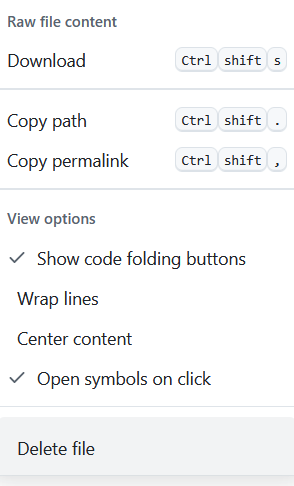 Raw file content
Download Ctrl shift s
Copy path Ctrl shift .
Copy permalink Ctrl shift ,
View options
Show code folding buttons
Wrap lines
Center content
Open symbols on click
Delete file